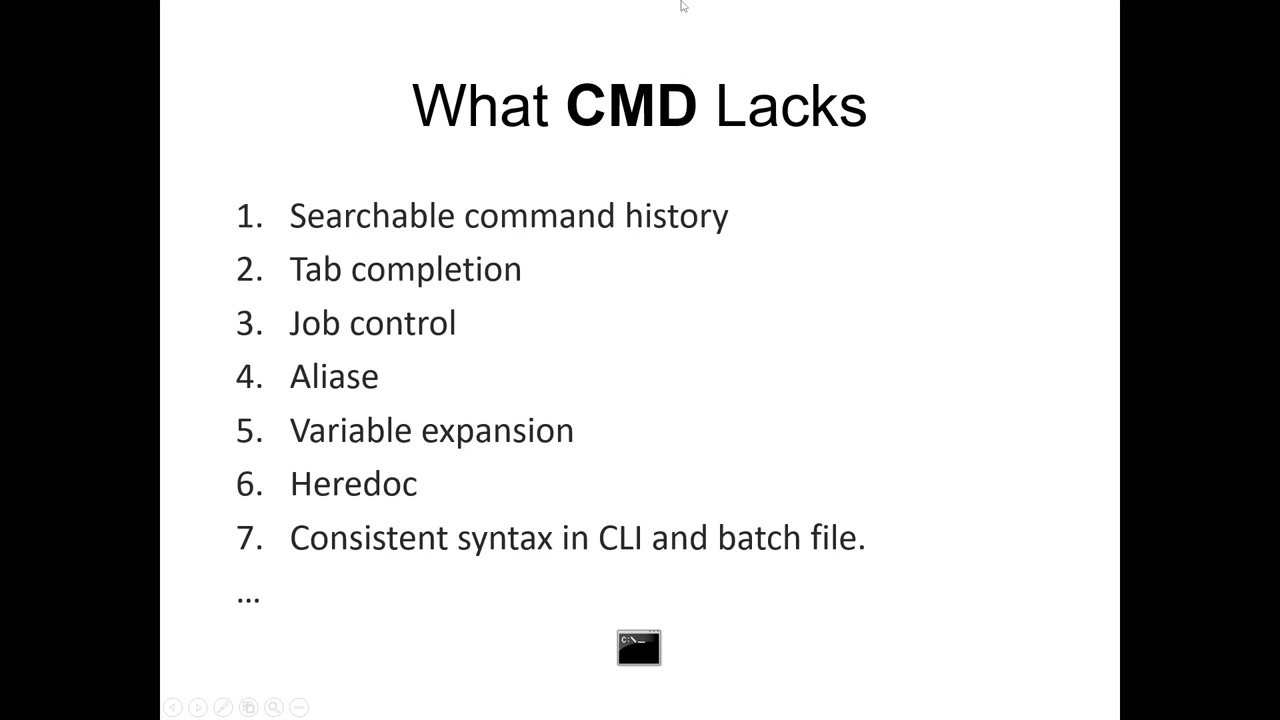 What CMD Lacks
1. Searchable command history
2. Tab completion
3. Job control
4. Aliase
5. Variable expansion
6. Heredoc
7. Consistent syntax in CLI and batch file.
...
C:\_